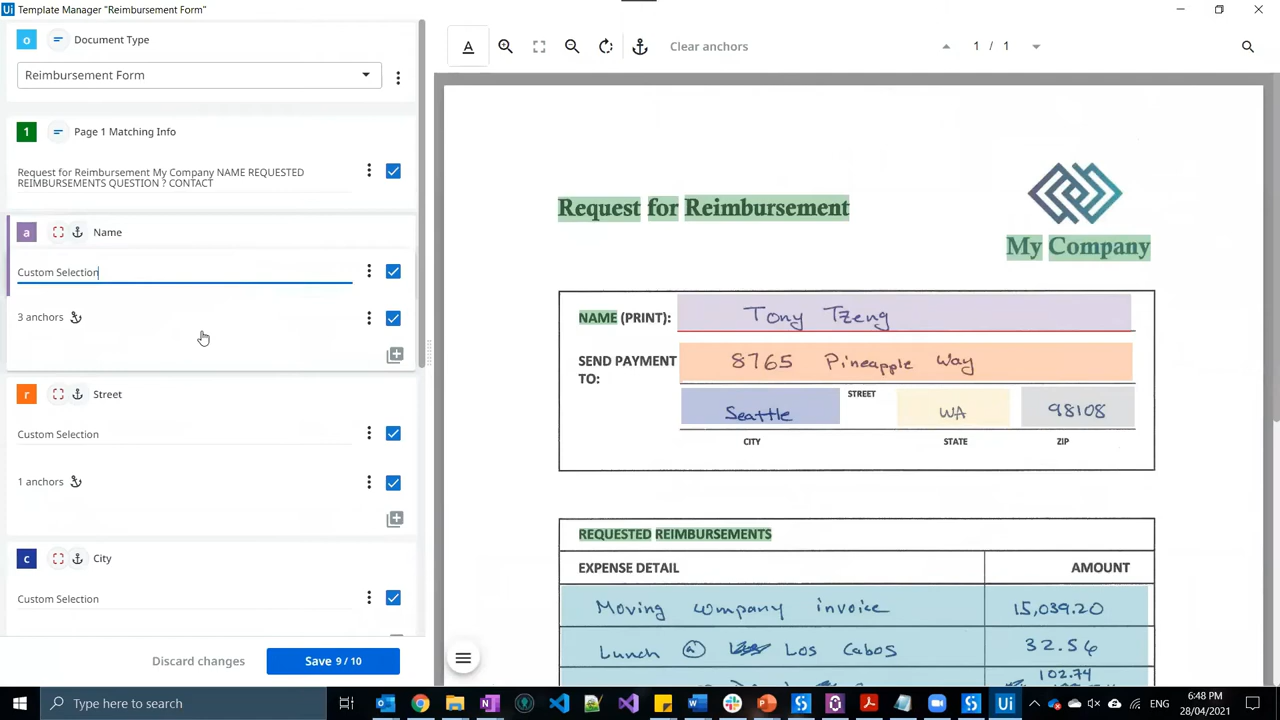 Ui Template Manager "Reimbursement Form"
o Document Type
Reimbursement Form
1 Page 1 Matching Info
Request for Reimbursement My Company NAME REQUESTED
REIMBURSEMENTS QUESTION ? CONTACT
a Name
Custom Selection
3 anchors
r Street
Custom Selection
1 anchors
c City
Custom Selection
Discard changes
Save 9 / 10
A Clear anchors 1 / 1
Request for Reimbursement
My Company
NAME (PRINT): Tony Tzeng
SEND PAYMENT TO: 8765 Pineapple Way
STREET
Seattle WA 98108
CITY STATE ZIP
REQUESTED REIMBURSEMENTS
EXPENSE DETAIL AMOUNT
Moving company invoice 15,039.20
Lunch @ Los Cabos 32.56
102.74
Type here to search
ENG
6:48 PM
28/04/2021